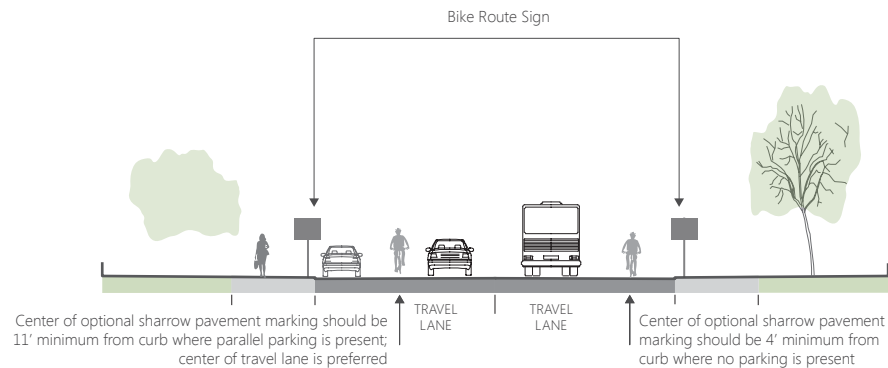 Bike Route Sign
TRAVEL
LANE
TRAVEL
LANE
Center of optional sharrow pavement marking should be
11’ minimum from curb where parallel parking is present;
center of travel lane is preferred
Center of optional sharrow pavement
marking should be 4’ minimum from
curb where no parking is present